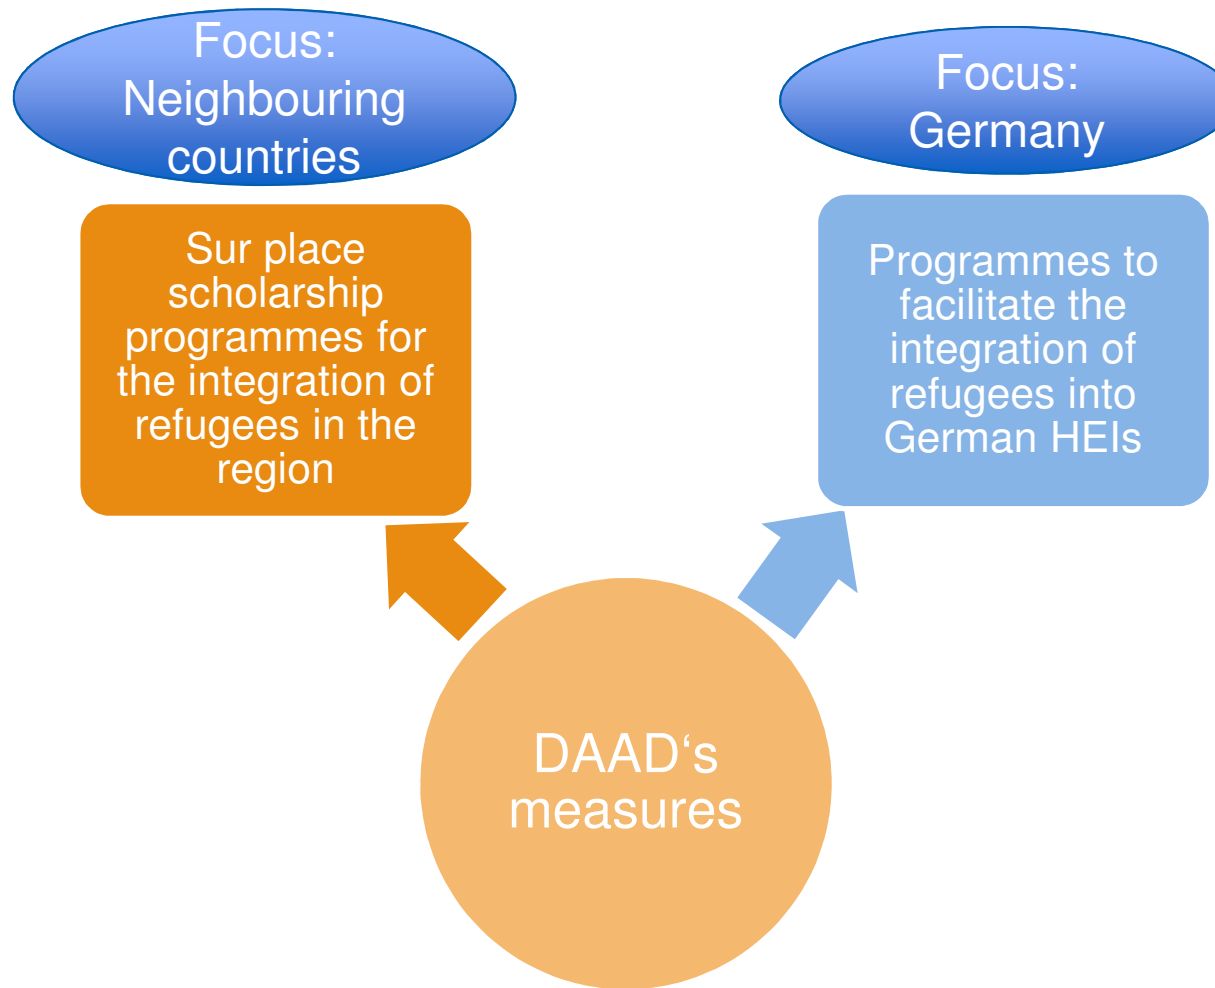 Focus:
Neighbouring
countries
Sur place
scholarship
programmes for
the integration of
refugees in the
region
Focus:
Germany
Programmes to
facilitate the
integration of
refugees into
German HEIs
DAAD‘s
measures